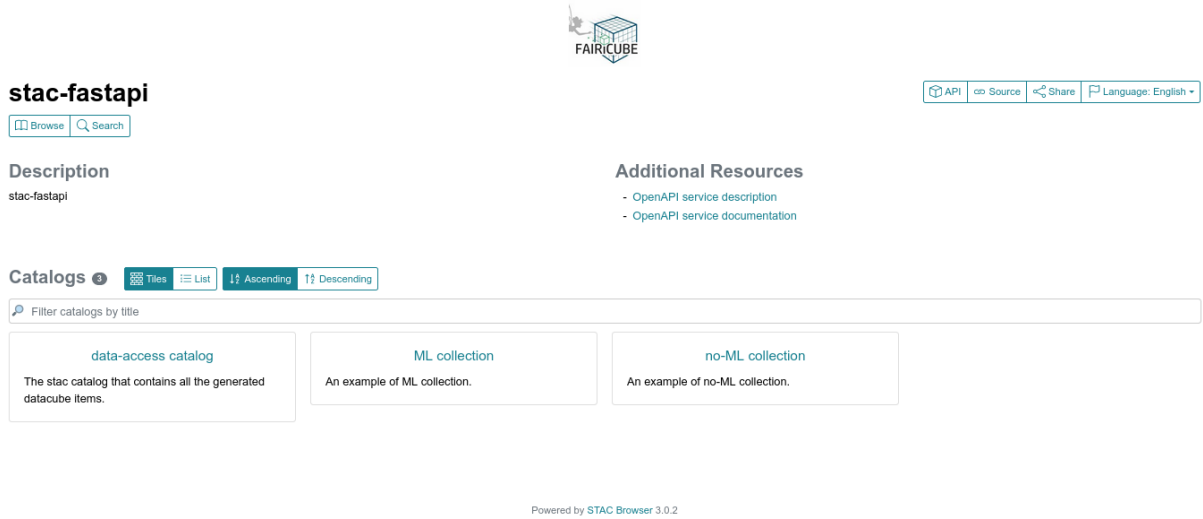 FAIRiCUBE
stac-fastapi
API
Source
Share
Language: English
Browse
Search
Description
stac-fastapi
Additional Resources
- OpenAPI service description
- OpenAPI service documentation
Catalogs 3
Tiles
List
Ascending
Descending
Filter catalogs by title
data-access catalog
The stac catalog that contains all the generated
datacube items.
ML collection
An example of ML collection.
no-ML collection
An example of no-ML collection.
Powered by STAC Browser 3.0.2